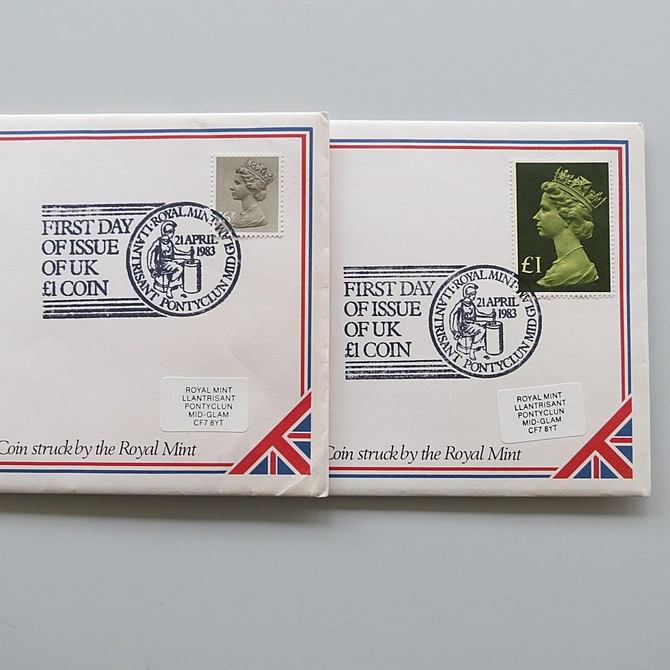 FIRST DAY
OF ISSUE
OF UK
£1 COIN
LLANTRISANT · ROYAL MINT · MID GLAM PONTYCLUN
21 APRIL
1983
ROYAL MINT
LLANTRISANT
PONTYCLUN
MID-GLAM
CF7 8YT
Coin struck by the Royal Mint
£1
FIRST DAY
OF ISSUE
OF UK
£1 COIN
LLANTRISANT · ROYAL MINT · MID GLAM PONTYCLUN
21 APRIL
1983
ROYAL MINT
LLANTRISANT
PONTYCLUN
MID-GLAM
CF7 8YT
Coin struck by the Royal Mint